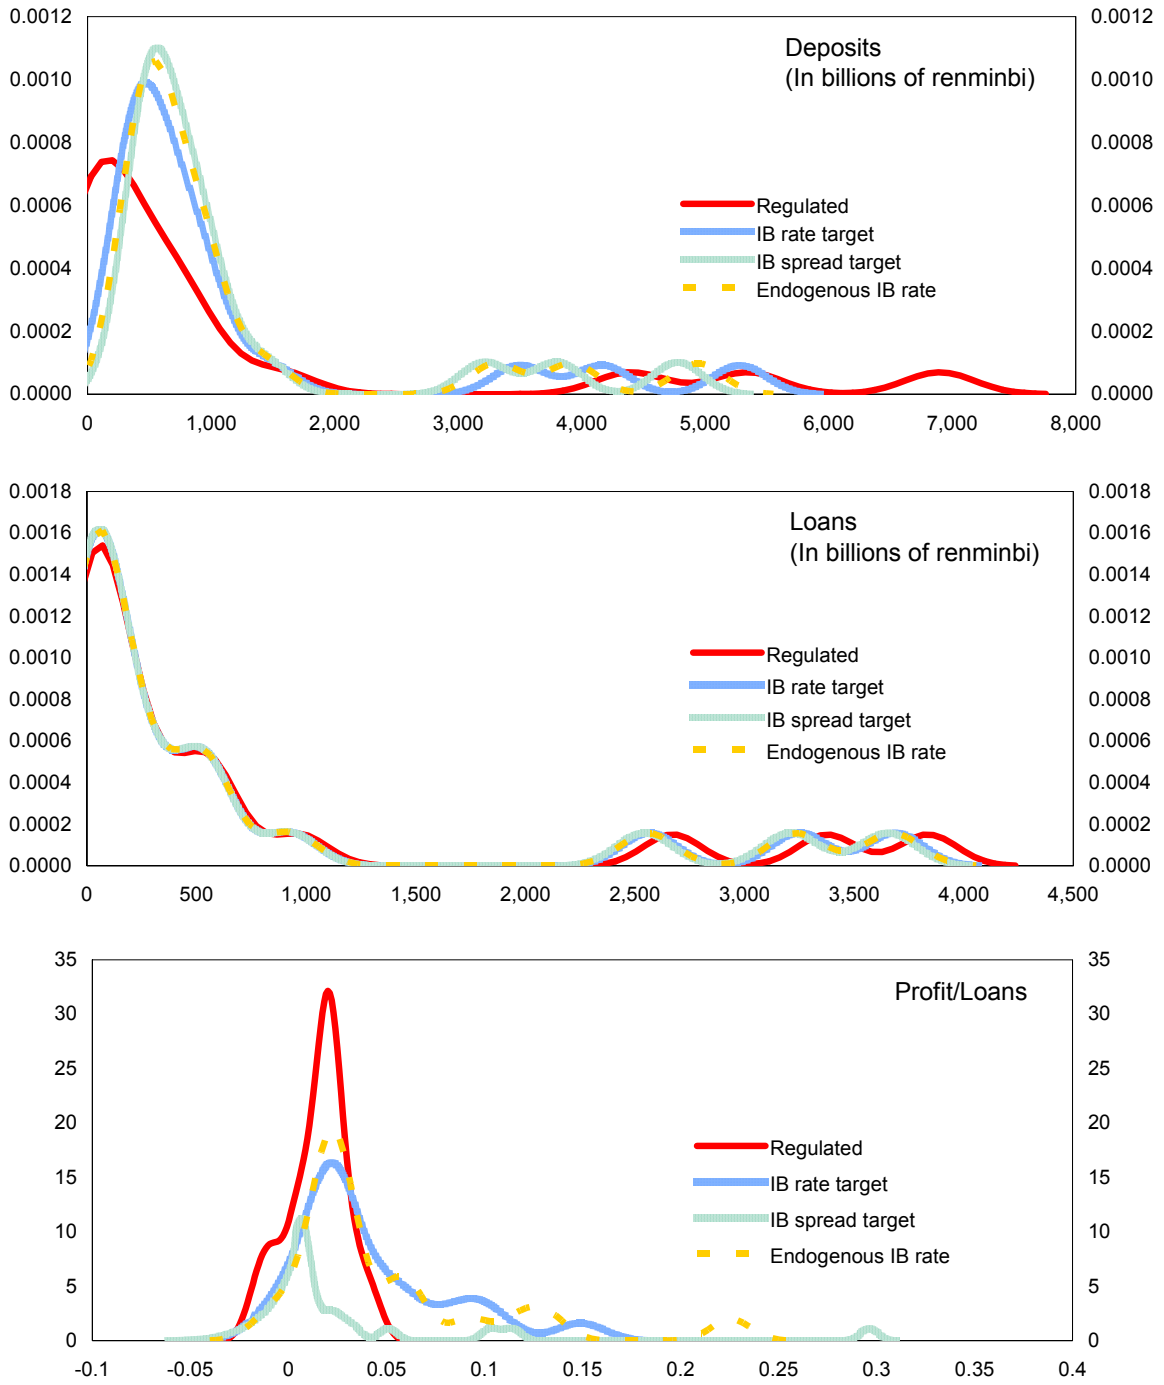 0.0012 0.0012
Deposits
(In billions of renminbi)
0.0010 0.0010
0.0008 0.0008
0.0006 0.0006
Regulated
IB rate target
IB spread target
0.0004 0.0004
Endogenous IB rate
0.0002 0.0002
0.0000 0.0000
0 1,000 2,000 3,000 4,000 5,000 6,000 7,000 8,000
0.0018 0.0018
Loans
(In billions of renminbi)
0.0016 0.0016
0.0014 0.0014
0.0012 0.0012
0.0010 0.0010
Regulated
0.0008 0.0008
IB rate target
IB spread target
0.0006 0.0006
Endogenous IB rate
0.0004 0.0004
0.0002 0.0002
0.0000 0.0000
0 500 1,000 1,500 2,000 2,500 3,000 3,500 4,000 4,500
35 35
Profit/Loans
30 30
25 25
20 20
Regulated
15 15
IB rate target
IB spread target
10 10
Endogenous IB rate
5 5
0 0
-0.1 -0.05 0 0.05 0.1 0.15 0.2 0.25 0.3 0.35 0.4